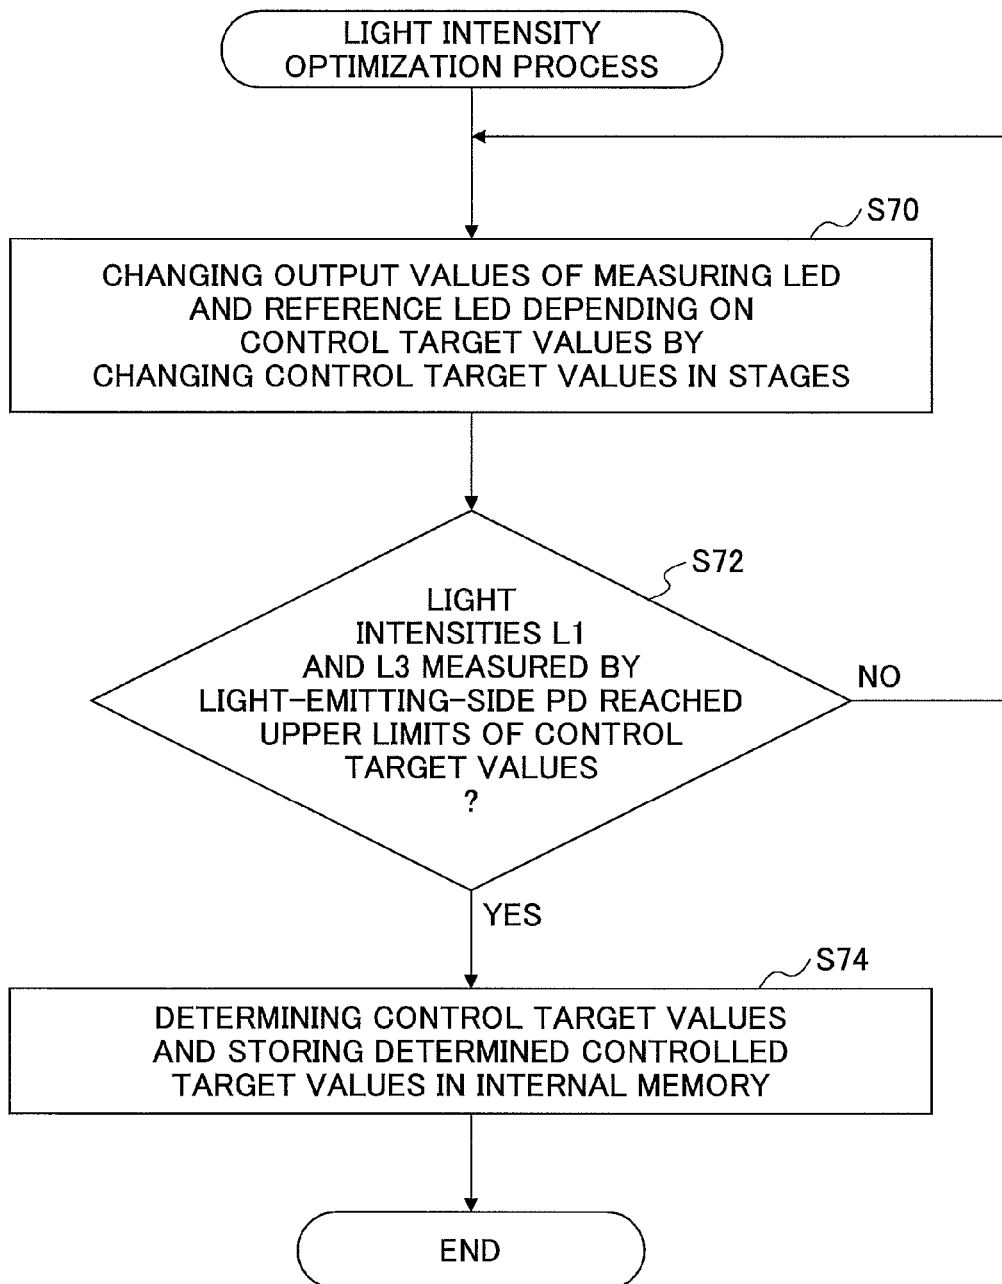 LIGHT INTENSITY
OPTIMIZATION PROCESS
S70
CHANGING OUTPUT VALUES OF MEASURING LED
AND REFERENCE LED DEPENDING ON
CONTROL TARGET VALUES BY
CHANGING CONTROL TARGET VALUES IN STAGES
S72
LIGHT
INTENSITIES L1
AND L3 MEASURED BY
LIGHT-EMITTING-SIDE PD REACHED
UPPER LIMITS OF CONTROL
TARGET VALUES
?
NO
YES
S74
DETERMINING CONTROL TARGET VALUES
AND STORING DETERMINED CONTROLLED
TARGET VALUES IN INTERNAL MEMORY
END